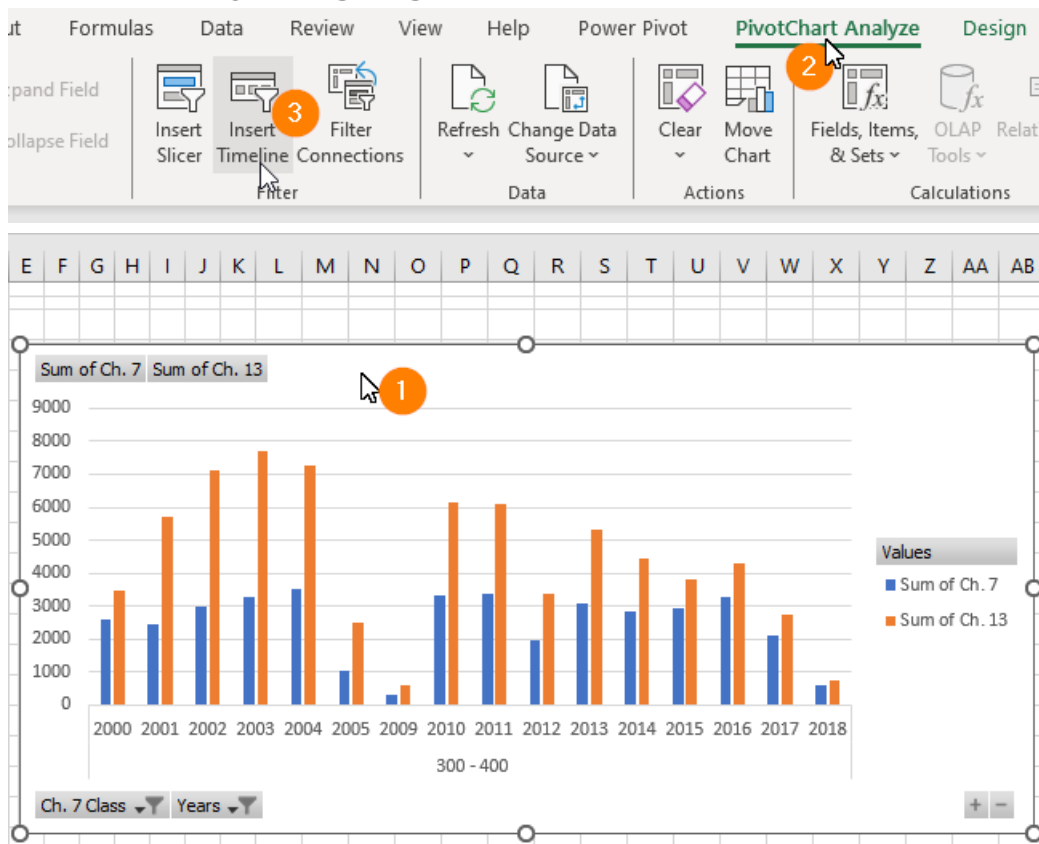 ut Formulas Data Review View Help Power Pivot PivotChart Analyze Design
2
pand Field
ollapse Field
3
Insert Slicer
Insert Timeline
Filter Connections
Refresh
Change Data Source
Clear
Move Chart
Fields, Items, & Sets
OLAP Tools
Relat
Filter Data Actions Calculations
E F G H I J K L M N O P Q R S T U V W X Y Z AA AB
Sum of Ch. 7 Sum of Ch. 13
1
9000
8000
7000
6000
5000
4000
3000
2000
1000
0
Values
Sum of Ch. 7
Sum of Ch. 13
2000 2001 2002 2003 2004 2005 2009 2010 2011 2012 2013 2014 2015 2016 2017 2018
300 - 400
Ch. 7 Class Years + -